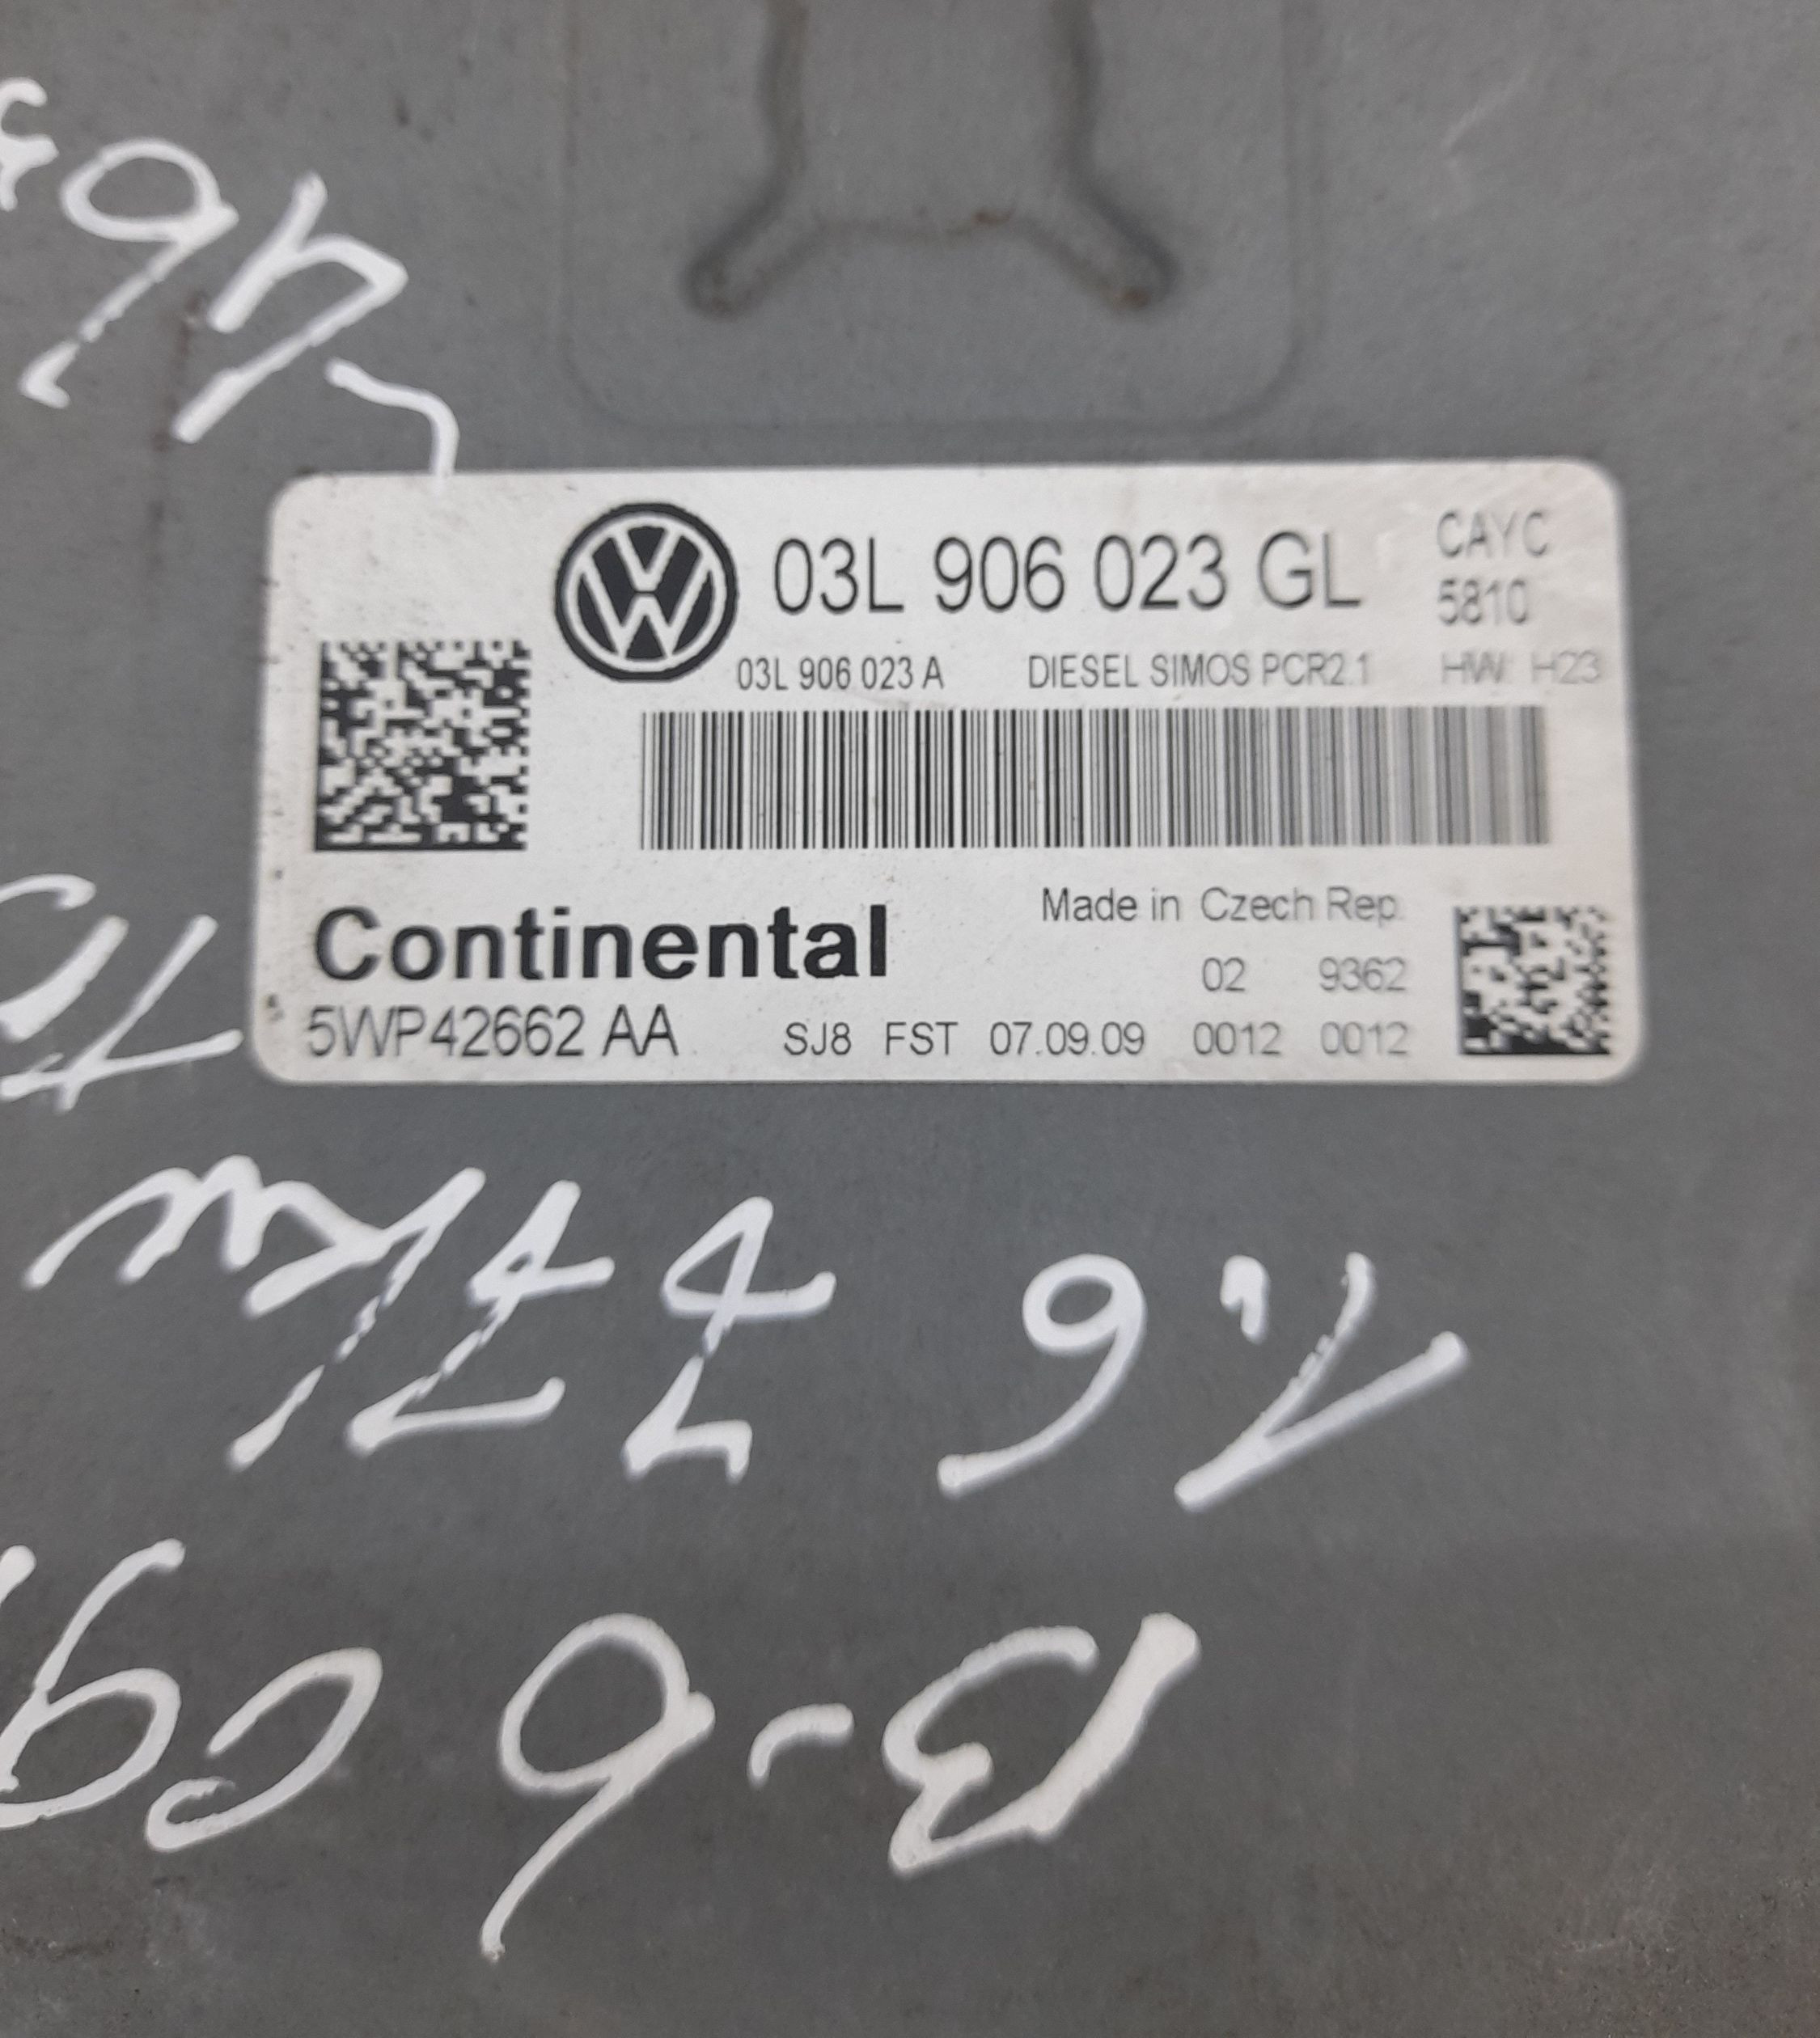 03L 906 023 GL
CAYC
5810
03L 906 023 A DIESEL SIMOS PCR2.1 HW: H23
Made in Czech Rep.
Continental
02 9362
5WP42662 AA SJ8 FST 07.09.09 0012 0012
1.6 77Kw